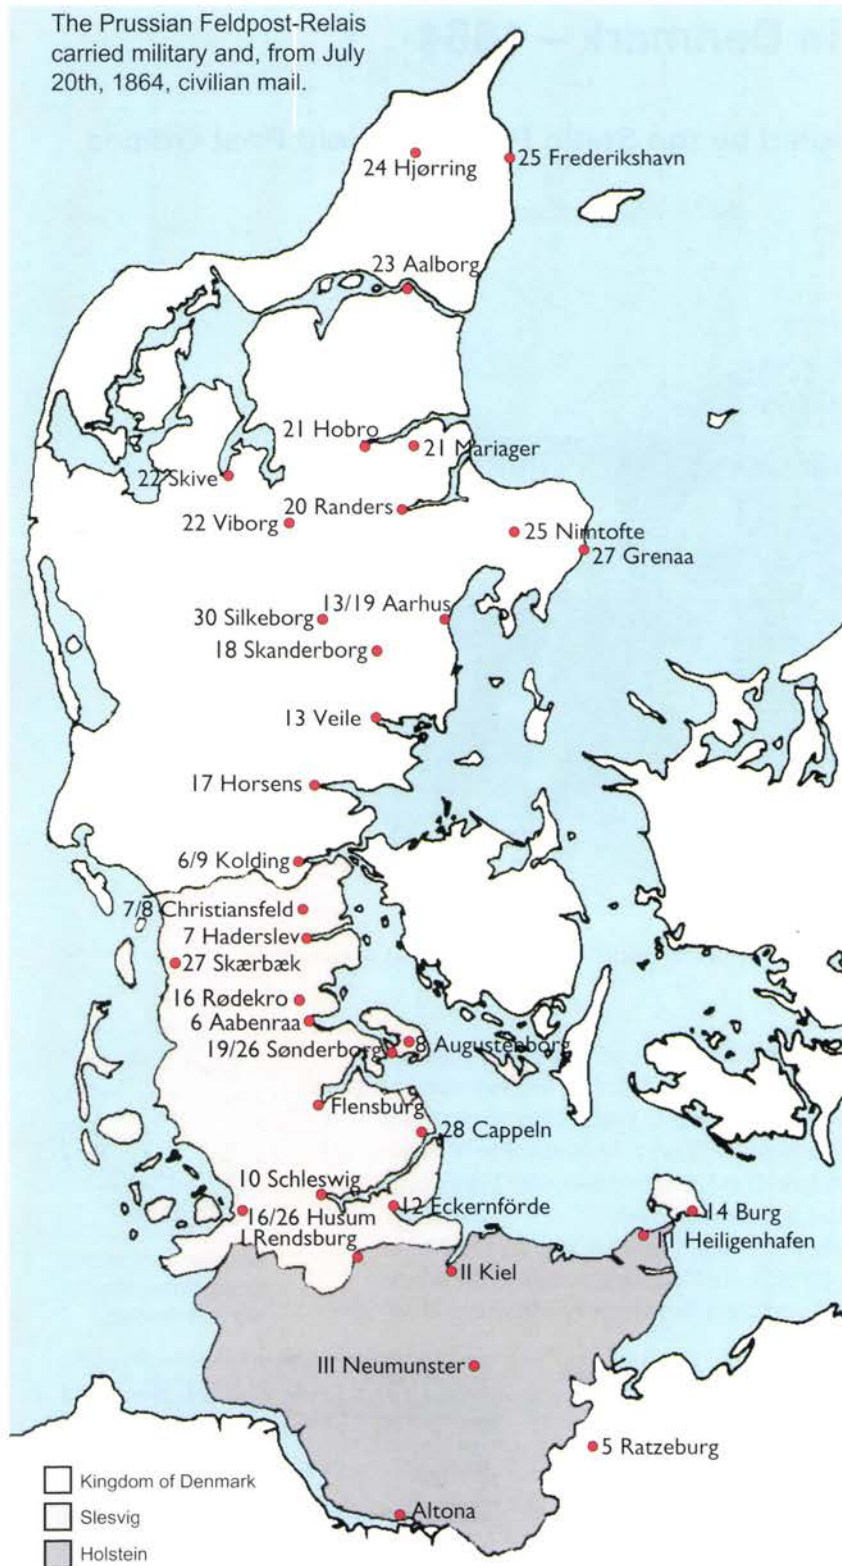 The Prussian Feldpost-Relais
carried military and, from July
20th, 1864, civilian mail.
24 Hjørring
25 Frederikshavn
23 Aalborg
21 Hobro
21 Mariager
22 Skive
20 Randers
22 Viborg
25 Nimtofte
27 Grenaa
30 Silkeborg
13/19 Aarhus
18 Skanderborg
13 Veile
17 Horsens
6/9 Kolding
7/8 Christiansfeld
7 Haderslev
27 Skærbæk
16 Rødekro
6 Aabenraa
8 Augustenborg
19/26 Sønderborg
Flensburg
28 Cappeln
10 Schleswig
12 Eckernförde
16/26 Husum
14 Burg
I Rendsburg
11 Heiligenhafen
II Kiel
III Neumunster
5 Ratzeburg
Kingdom of Denmark
Slesvig
Altona
Holstein